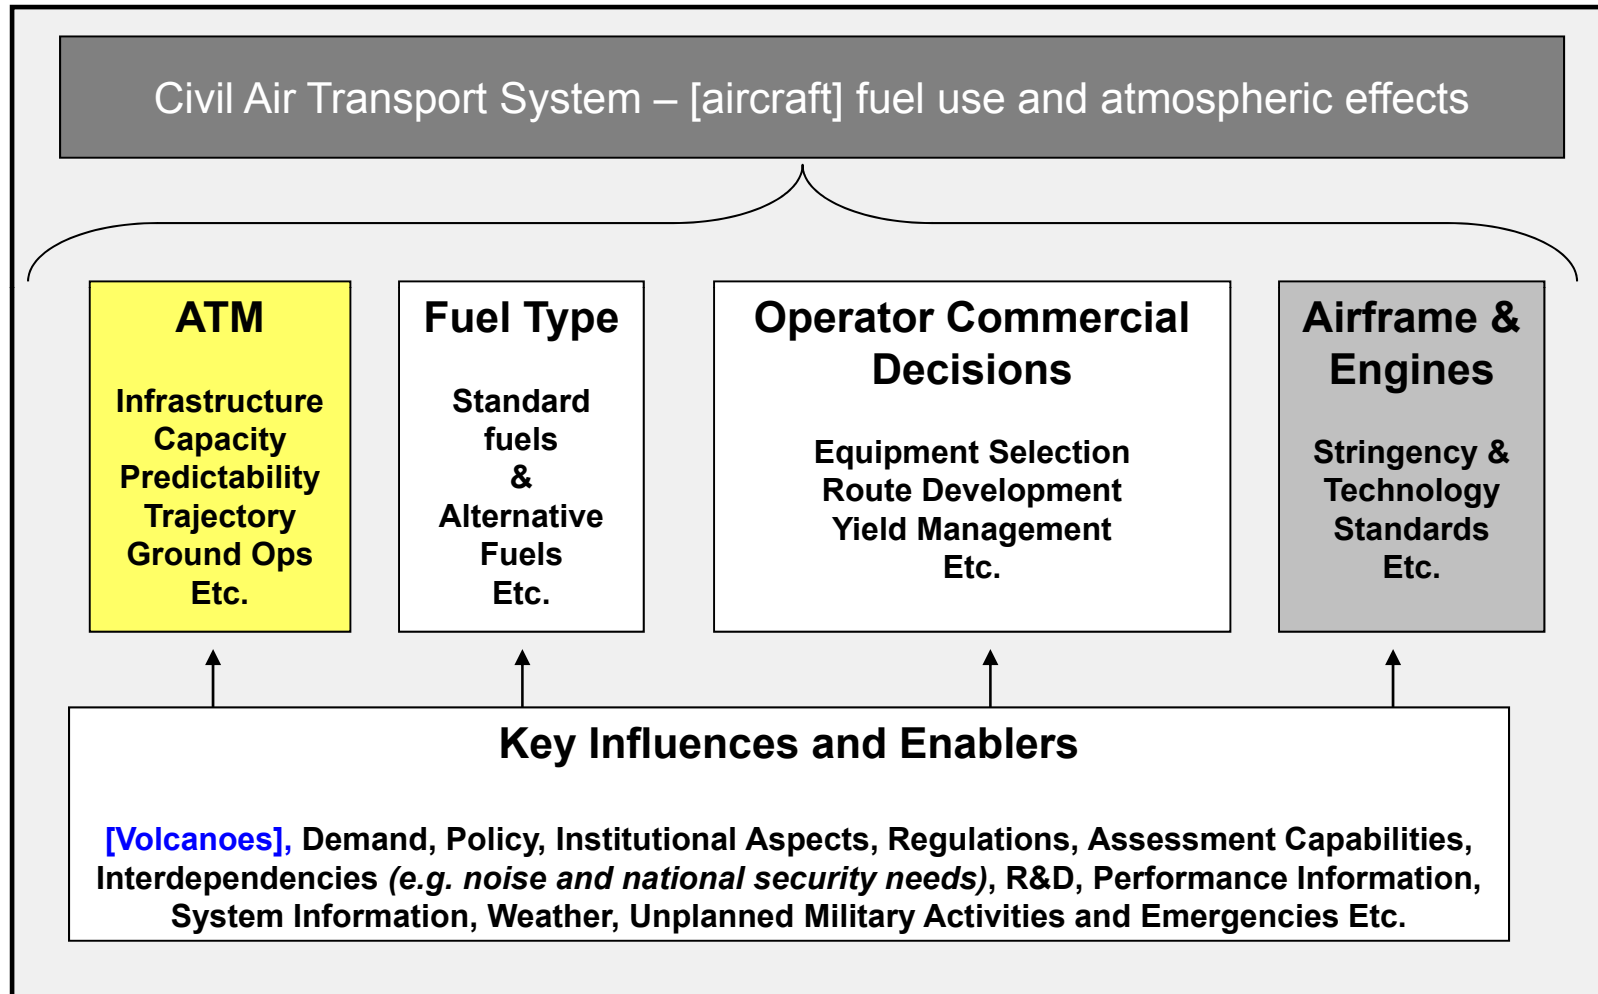 Civil Air Transport System – [aircraft] fuel use and atmospheric effects
ATM
Infrastructure
Capacity
Predictability
Trajectory
Ground Ops
Etc.
Fuel Type
Standard
fuels
&
Alternative
Fuels
Etc.
Operator Commercial
Decisions
Equipment Selection
Route Development
Yield Management
Etc.
Airframe &
Engines
Stringency &
Technology
Standards
Etc.
Key Influences and Enablers
[Volcanoes], Demand, Policy, Institutional Aspects, Regulations, Assessment Capabilities,
Interdependencies (e.g. noise and national security needs), R&D, Performance Information,
System Information, Weather, Unplanned Military Activities and Emergencies Etc.